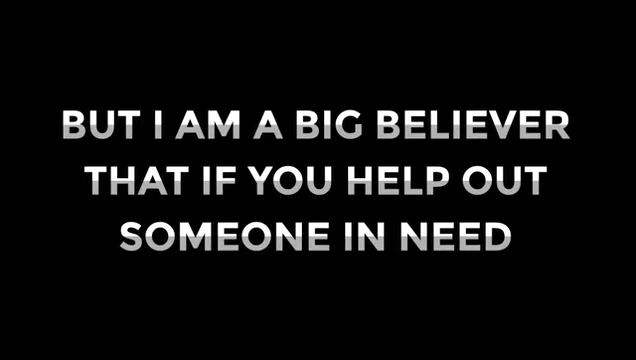 BUT I AM A BIG BELIEVER
THAT IF YOU HELP OUT
SOMEONE IN NEED